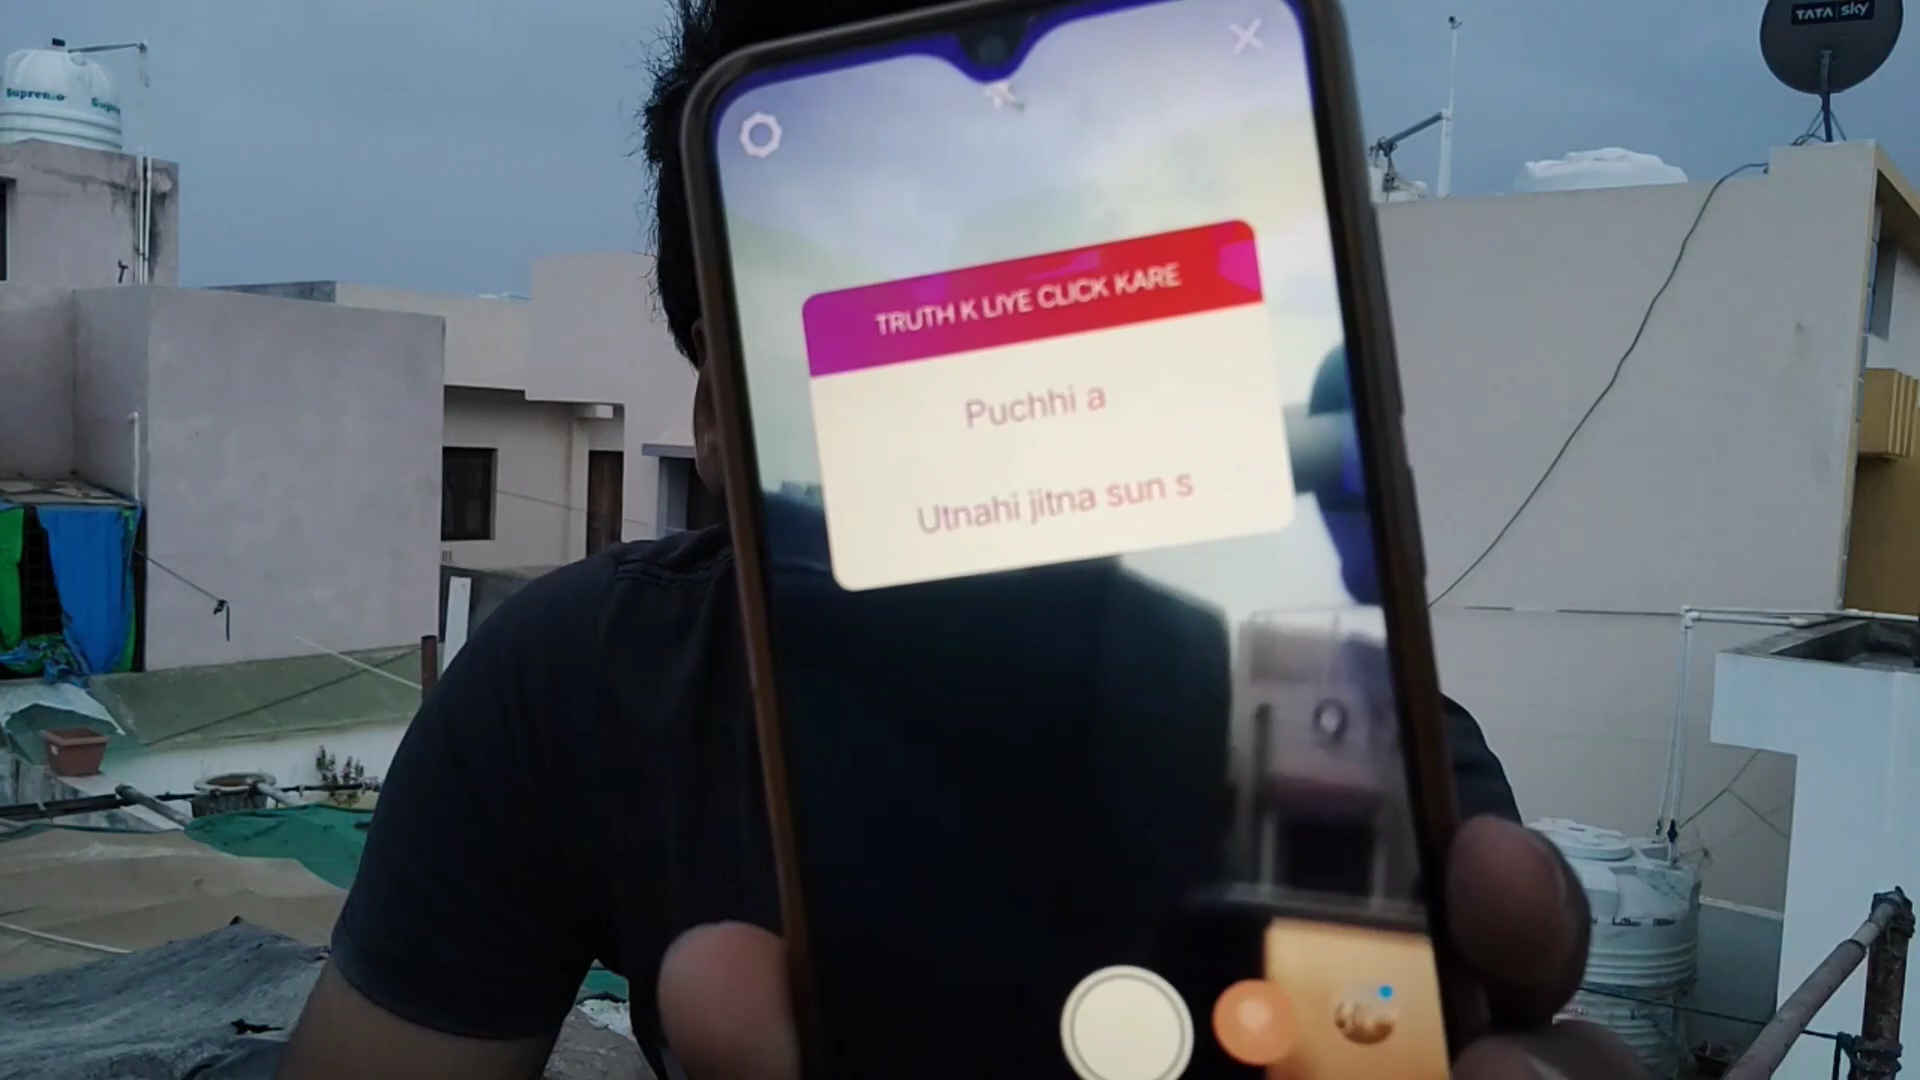 TATA sky
Supreme
TRUTH K LIYE CLICK KARE
Puchhi a
Utnahi jitna sun s